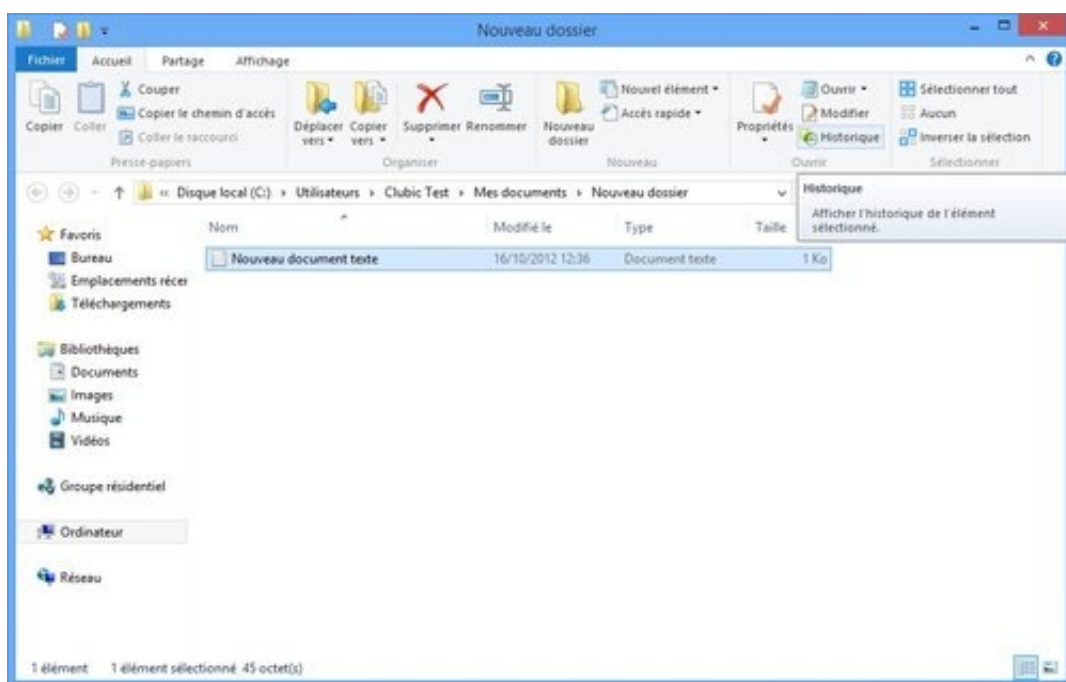 Nouveau dossier
Fichier Accueil Partage Affichage
Copier
Coller
Couper
Copier le chemin d'accès
Coller le raccourci
Presse-papiers
Déplacer vers
Copier vers
Supprimer
Renommer
Organiser
Nouveau dossier
Nouvel élément
Accès rapide
Nouveau
Propriétés
Ouvrir
Modifier
Historique
Ouvrir
Sélectionner tout
Aucun
Inverser la sélection
Sélectionner
« Disque local (C:) Utilisateurs Clubic Test Mes documents Nouveau dossier
Historique
Afficher l'historique de l'élément
sélectionné.
Nom Modifié le Type Taille
Nouveau document texte 16/10/2012 12:36 Document texte 1 Ko
Favoris
Bureau
Emplacements récer
Téléchargements
Bibliothèques
Documents
Images
Musique
Vidéos
Groupe résidentiel
Ordinateur
Réseau
1 élément 1 élément sélectionné 45 octet(s)